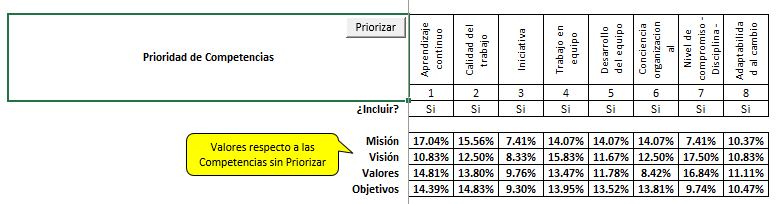 Priorizar
Prioridad de Competencias
Aprendizaje
continuo
Calidad del
trabajo
Iniciativa
Trabajo en
equipo
Desarrollo
del equipo
Conciencia
organizacion
al
Nivel de
compromiso -
Disciplina -
Adaptabilida
d al cambio
1 2 3 4 5 6 7 8
¿Incluir? Si Si Si Si Si Si Si Si
Valores respecto a las
Competencias sin Priorizar
Misión 17.04% 15.56% 7.41% 14.07% 14.07% 14.07% 7.41% 10.37%
Visión 10.83% 12.50% 8.33% 15.83% 11.67% 12.50% 17.50% 10.83%
Valores 14.81% 13.80% 9.76% 13.47% 11.78% 8.42% 16.84% 11.11%
Objetivos 14.39% 14.83% 9.30% 13.95% 13.52% 13.81% 9.74% 10.47%